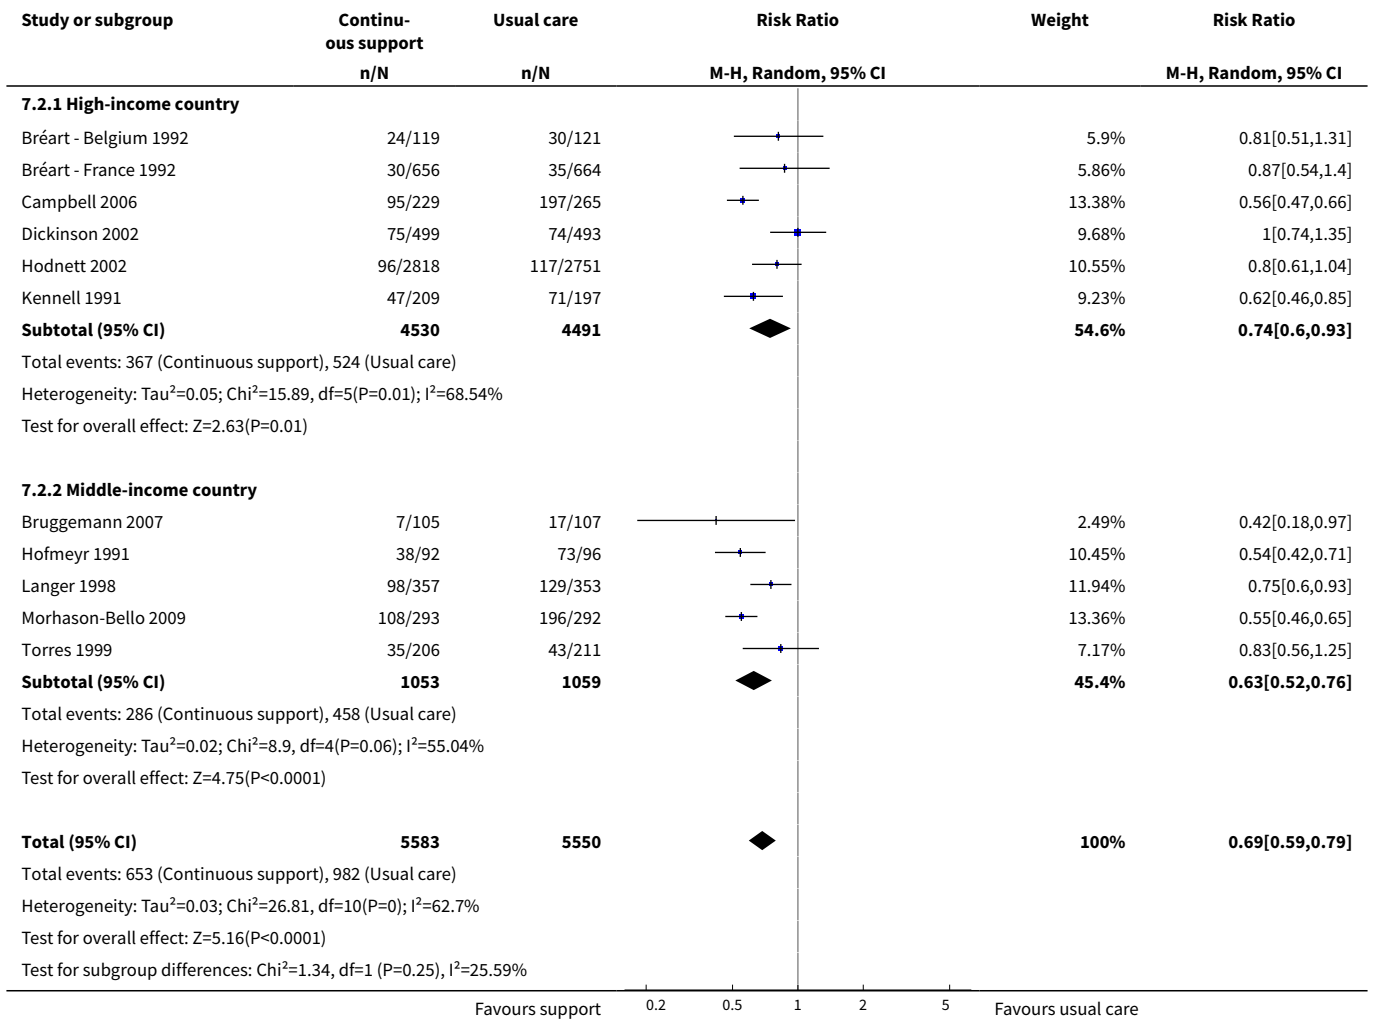 Study or subgroup Continu- Usual care Risk Ratio Weight Risk Ratio
ous support
n/N n/N M-H, Random, 95% CI M-H, Random, 95% CI
7.2.1 High-income country
Bréart - Belgium 1992 24/119 30/121 5.9% 0.81[0.51,1.31]
Bréart - France 1992 30/656 35/664 5.86% 0.87[0.54,1.4]
Campbell 2006 95/229 197/265 13.38% 0.56[0.47,0.66]
Dickinson 2002 75/499 74/493 9.68% 1[0.74,1.35]
Hodnett 2002 96/2818 117/2751 10.55% 0.8[0.61,1.04]
Kennell 1991 47/209 71/197 9.23% 0.62[0.46,0.85]
Subtotal (95% CI) 4530 4491 54.6% 0.74[0.6,0.93]
Total events: 367 (Continuous support), 524 (Usual care)
Heterogeneity: Tau²=0.05; Chi²=15.89, df=5(P=0.01); I²=68.54%
Test for overall effect: Z=2.63(P=0.01)
7.2.2 Middle-income country
Bruggemann 2007 7/105 17/107 2.49% 0.42[0.18,0.97]
Hofmeyr 1991 38/92 73/96 10.45% 0.54[0.42,0.71]
Langer 1998 98/357 129/353 11.94% 0.75[0.6,0.93]
Morhason-Bello 2009 108/293 196/292 13.36% 0.55[0.46,0.65]
Torres 1999 35/206 43/211 7.17% 0.83[0.56,1.25]
Subtotal (95% CI) 1053 1059 45.4% 0.63[0.52,0.76]
Total events: 286 (Continuous support), 458 (Usual care)
Heterogeneity: Tau²=0.02; Chi²=8.9, df=4(P=0.06); I²=55.04%
Test for overall effect: Z=4.75(P<0.0001)
Total (95% CI) 5583 5550 100% 0.69[0.59,0.79]
Total events: 653 (Continuous support), 982 (Usual care)
Heterogeneity: Tau²=0.03; Chi²=26.81, df=10(P=0); I²=62.7%
Test for overall effect: Z=5.16(P<0.0001)
Test for subgroup differences: Chi²=1.34, df=1 (P=0.25), I²=25.59%
Favours support 0.2 0.5 1 2 5 Favours usual care